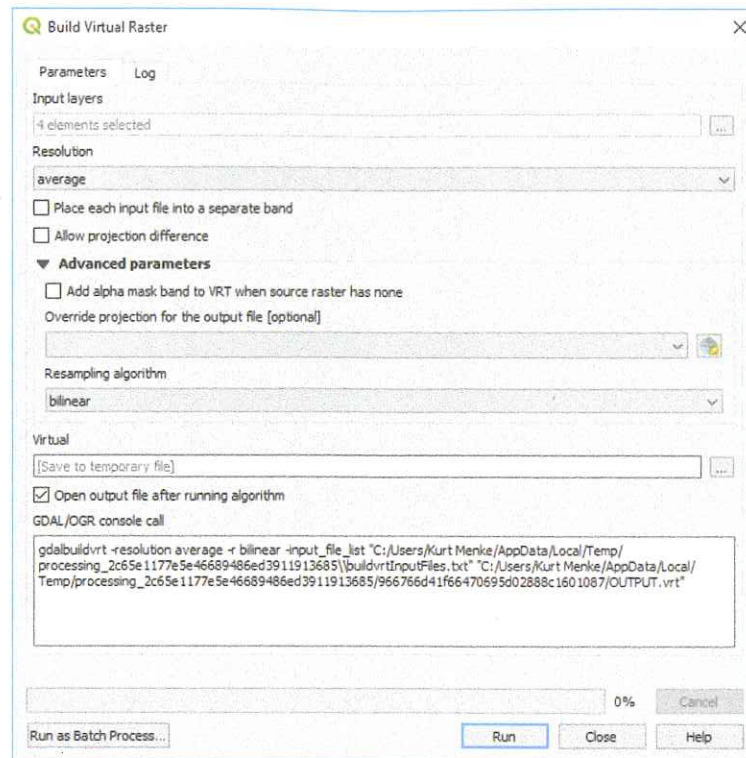 Build Virtual Raster
Parameters Log
Input layers
4 elements selected
...
Resolution
average
Place each input file into a separate band
Allow projection difference
Advanced parameters
Add alpha mask band to VRT when source raster has none
Override projection for the output file [optional]
Resampling algorithm
bilinear
Virtual
[Save to temporary file]
...
Open output file after running algorithm
GDAL/OGR console call
gdalbuildvrt -resolution average -r bilinear -input_file_list "C:/Users/Kurt Menke/AppData/Local/Temp/
processing_2c65e1177e5e46689486ed3911913685\\buildvrtInputFiles.txt" "C:/Users/Kurt Menke/AppData/Local/
Temp/processing_2c65e1177e5e46689486ed3911913685/966766d41f66470695d02888c1601087/OUTPUT.vrt"
0% Cancel
Run as Batch Process... Run Close Help